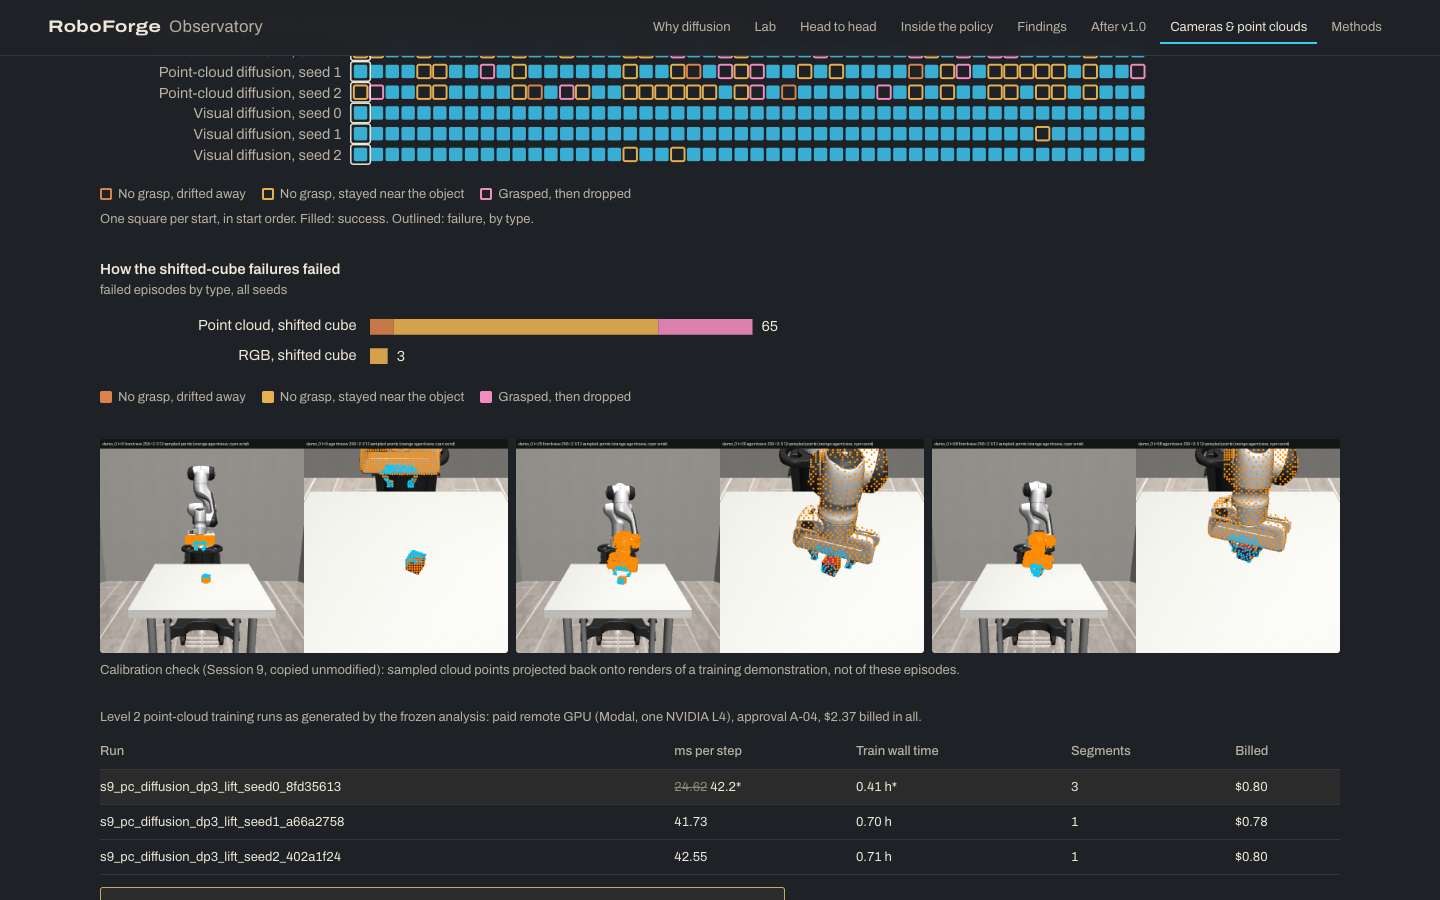 RoboForge Observatory
Why diffusion
Lab
Head to head
Inside the policy
Findings
After v1.0
Cameras & point clouds
Methods
Point-cloud diffusion, seed 1
Point-cloud diffusion, seed 2
Visual diffusion, seed 0
Visual diffusion, seed 1
Visual diffusion, seed 2
No grasp, drifted away
No grasp, stayed near the object
Grasped, then dropped
One square per start, in start order. Filled: success. Outlined: failure, by type.
How the shifted-cube failures failed
failed episodes by type, all seeds
Point cloud, shifted cube 65
RGB, shifted cube 3
No grasp, drifted away
No grasp, stayed near the object
Grasped, then dropped
Calibration check (Session 9, copied unmodified): sampled cloud points projected back onto renders of a training demonstration, not of these episodes.
Level 2 point-cloud training runs as generated by the frozen analysis: paid remote GPU (Modal, one NVIDIA L4), approval A-04, $2.37 billed in all.
Run ms per step Train wall time Segments Billed
s9_pc_diffusion_dp3_lift_seed0_8fd35613 24.62 42.2* 0.41 h* 3 $0.80
s9_pc_diffusion_dp3_lift_seed1_a66a2758 41.73 0.70 h 1 $0.78
s9_pc_diffusion_dp3_lift_seed2_402a1f24 42.55 0.71 h 1 $0.80